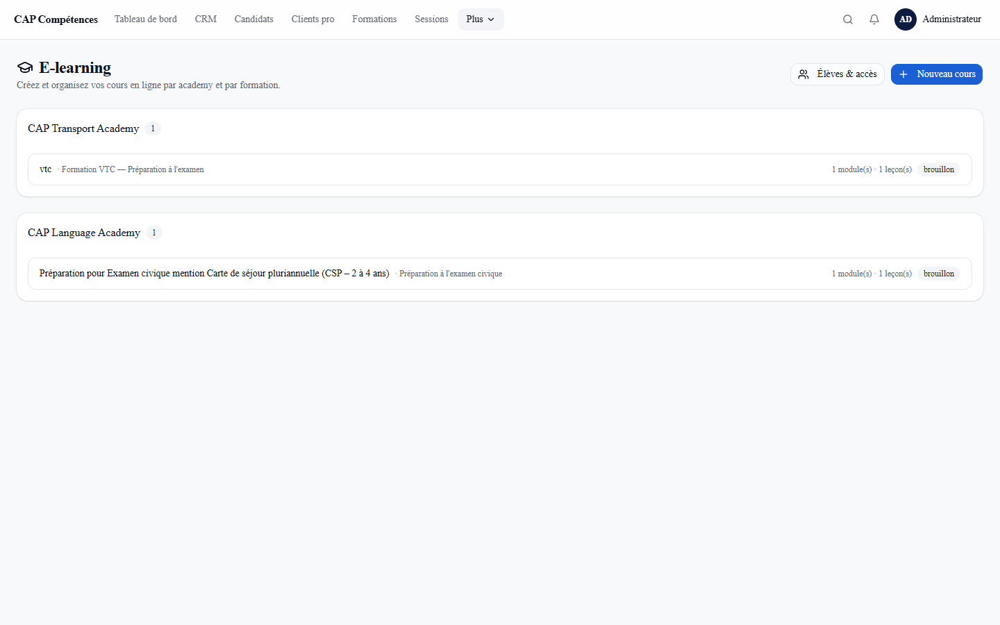 CAP Compétences Tableau de bord CRM Candidats Clients pro Formations Sessions Plus AD Administrateur
E-learning
Créez et organisez vos cours en ligne par academy et par formation.
Élèves & accès Nouveau cours
CAP Transport Academy 1
vtc · Formation VTC — Préparation à l'examen 1 module(s) · 1 leçon(s) brouillon
CAP Language Academy 1
Préparation pour Examen civique mention Carte de séjour pluriannuelle (CSP – 2 à 4 ans) · Préparation à l'examen civique 1 module(s) · 1 leçon(s) brouillon